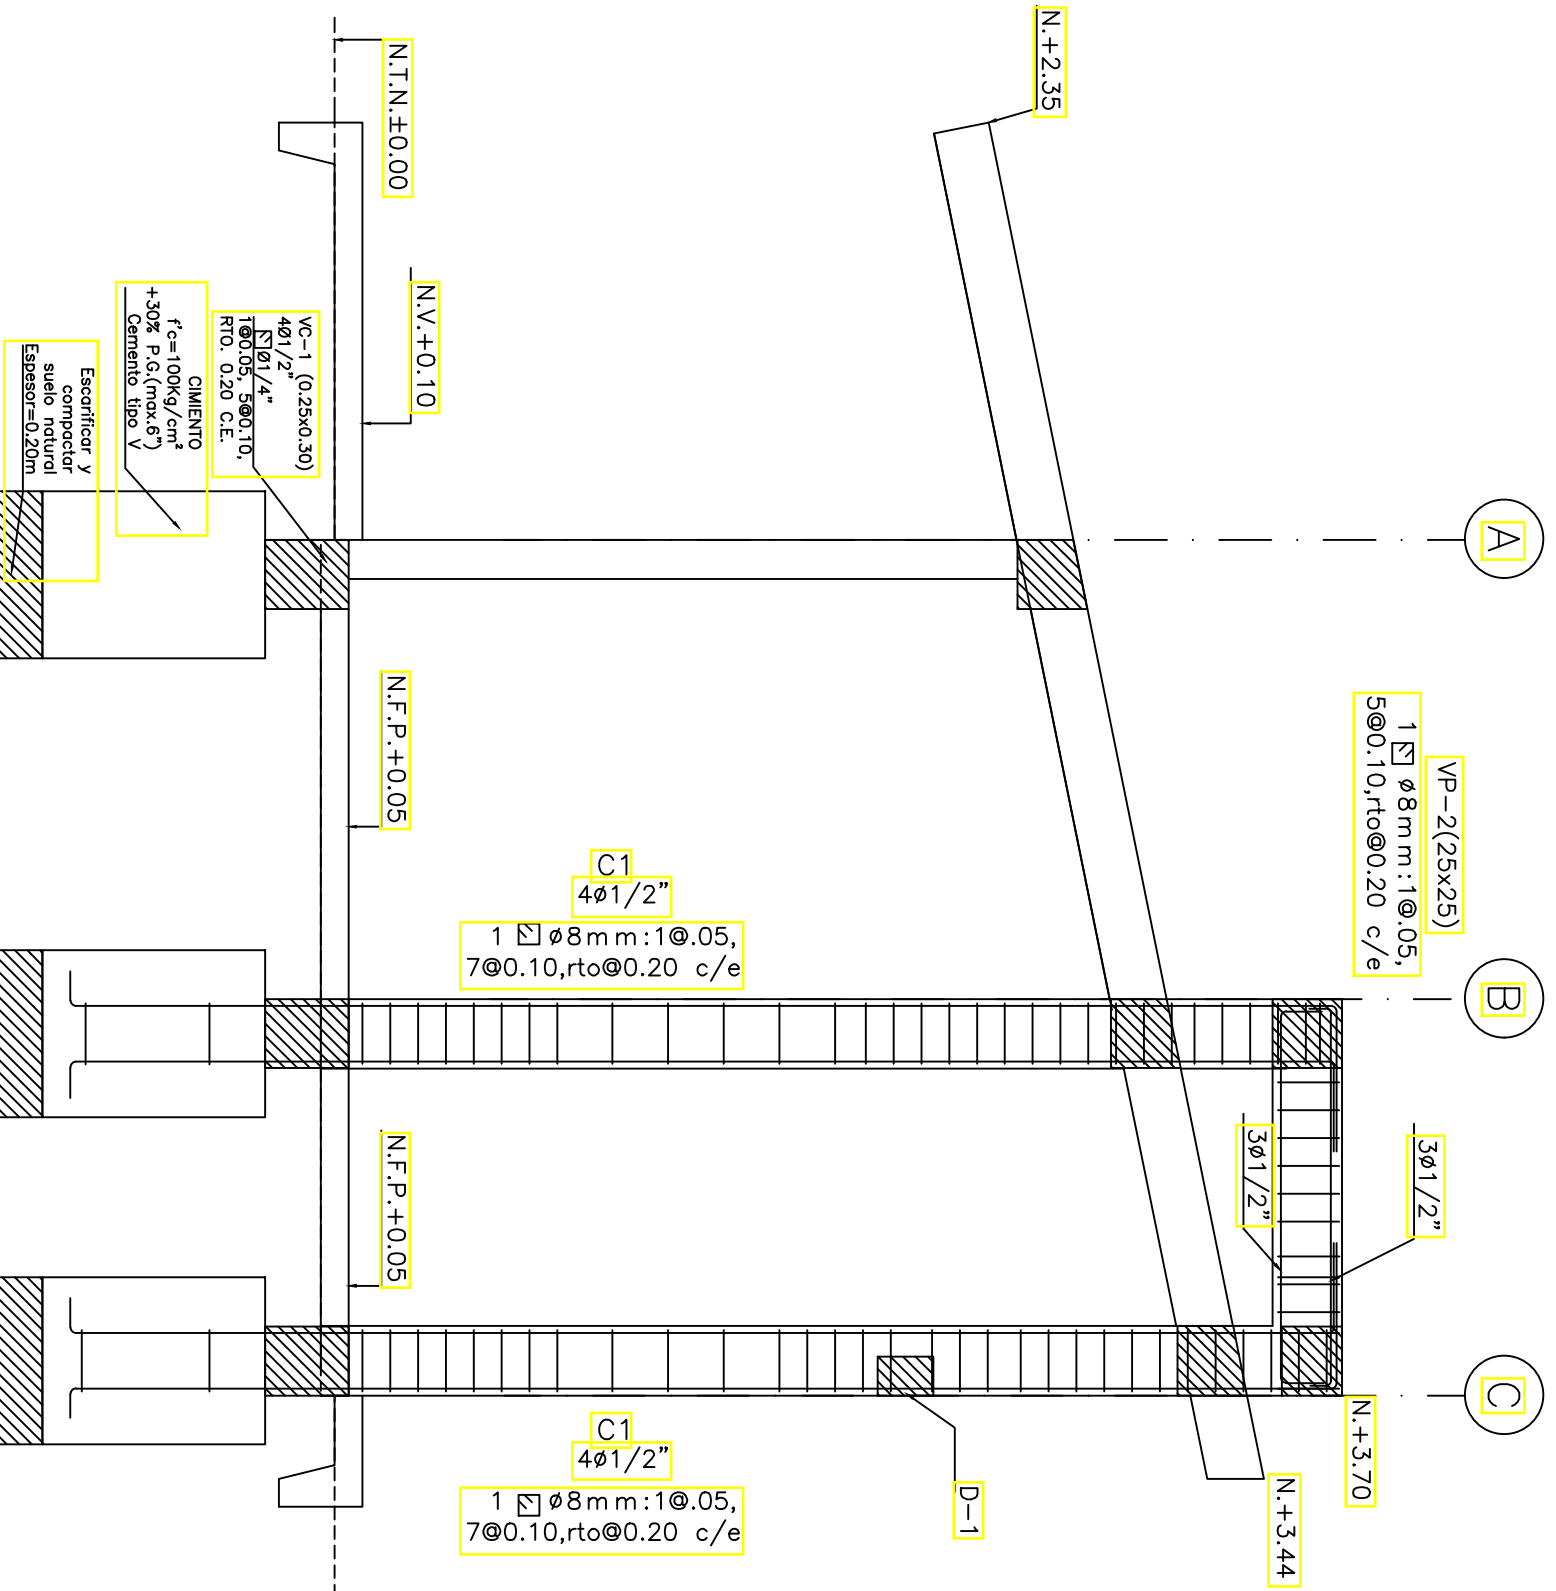 A
B
C
N.+2.35
N.T.N.±0.00
N.V.+0.10
VC-1 (0.25x0.30)
4Ø1/2"
Ø1/4"
1@0.05, 5@0.10,
RTO. 0.20 C.E.
CIMIENTO
f'c=100Kg/cm²
+30% P.G.(max.6")
Cemento tipo V
Escarificar y
compactar
suelo natural
Espesor=0.20m
N.F.P.+0.05
VP-2(25x25)
1 ø8mm:1@.05,
5@0.10,rto@0.20 c/e
C1
4ø1/2"
1 ø8mm:1@.05,
7@0.10,rto@0.20 c/e
3ø1/2"
3ø1/2"
N.F.P.+0.05
C1
4ø1/2"
1 ø8mm:1@.05,
7@0.10,rto@0.20 c/e
D-1
N.+3.70
N.+3.44